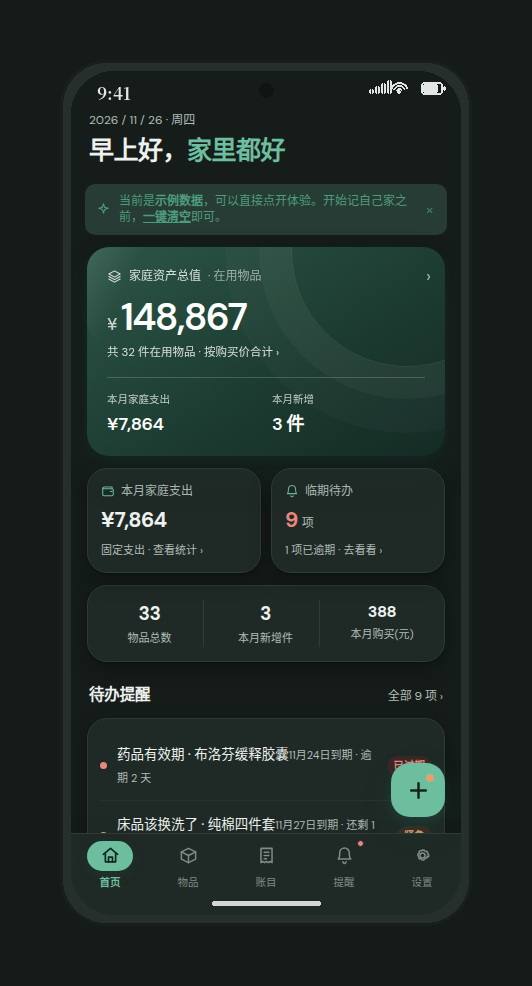 9:41
2026 / 11 / 26 · 周四
早上好，家里都好
当前是示例数据，可以直接点开体验。开始记自己家之
前，一键清空即可。
×
家庭资产总值 · 在用物品 ›
¥148,867
共 32 件在用物品 · 按购买价合计 ›
本月家庭支出 本月新增
¥7,864 3 件
本月家庭支出
¥7,864
固定支出 · 查看统计 ›
临期待办
9 项
1 项已逾期 · 去看看 ›
33 3 388
物品总数 本月新增件 本月购买(元)
待办提醒 全部 9 项 ›
药品有效期 · 布洛芬缓释胶囊11月24日到期 · 逾
期 2 天
床品该换洗了 · 纯棉四件套11月27日到期 · 还剩 1
首页 物品 账目 提醒 设置